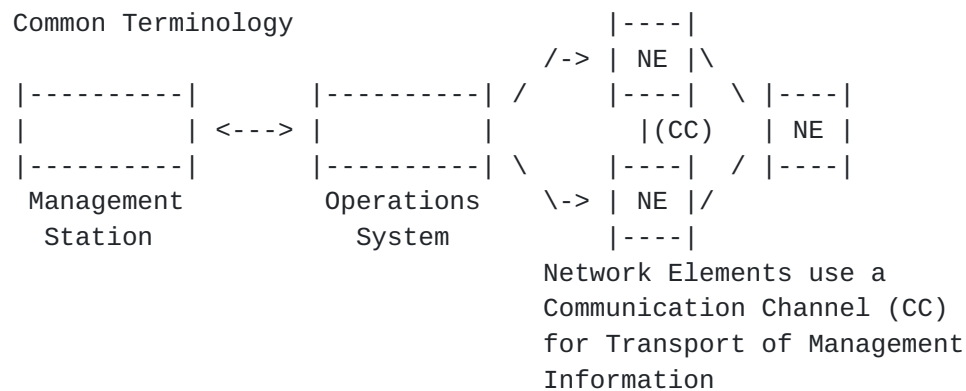 Common Terminology                     |----|
                                   /-> | NE |\
|----------|       |----------| /     |----|  \ |----|
|          | <---> |          |         |(CC)   | NE |
|----------|       |----------| \     |----|  / |----|
 Management         Operations     \-> | NE |/
  Station             System           |----|
                                   Network Elements use a
                                   Communication Channel (CC)
                                   for Transport of Management
                                   Information